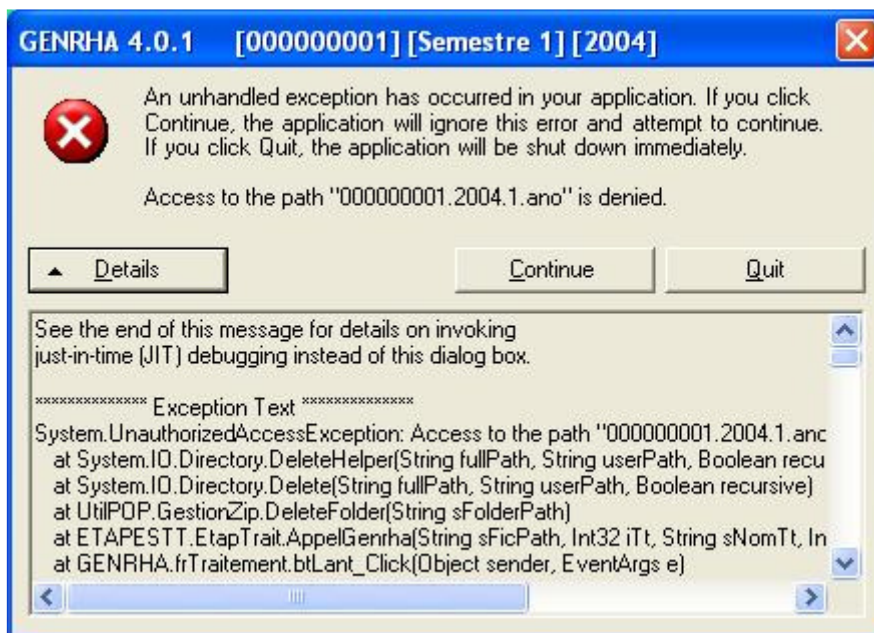 GENRHA 4.0.1 [000000001] [Semestre 1] [2004]
An unhandled exception has occurred in your application. If you click
Continue, the application will ignore this error and attempt to continue.
If you click Quit, the application will be shut down immediately.
Access to the path "000000001.2004.1.ano" is denied.
Details
Continue
Quit
See the end of this message for details on invoking
just-in-time (JIT) debugging instead of this dialog box.
************** Exception Text **************
System.UnauthorizedAccessException: Access to the path "000000001.2004.1.anc
at System.IO.Directory.DeleteHelper(String fullPath, String userPath, Boolean recu
at System.IO.Directory.Delete(String fullPath, String userPath, Boolean recursive)
at UtilPOP.GestionZip.DeleteFolder(String sFolderPath)
at ETAPESTT.EtapTrait.AppelGenrha(String sFicPath, Int32 iTt, String sNomTt, In
at GENRHA.frTraitement.btLant_Click(Object sender, EventArgs e)